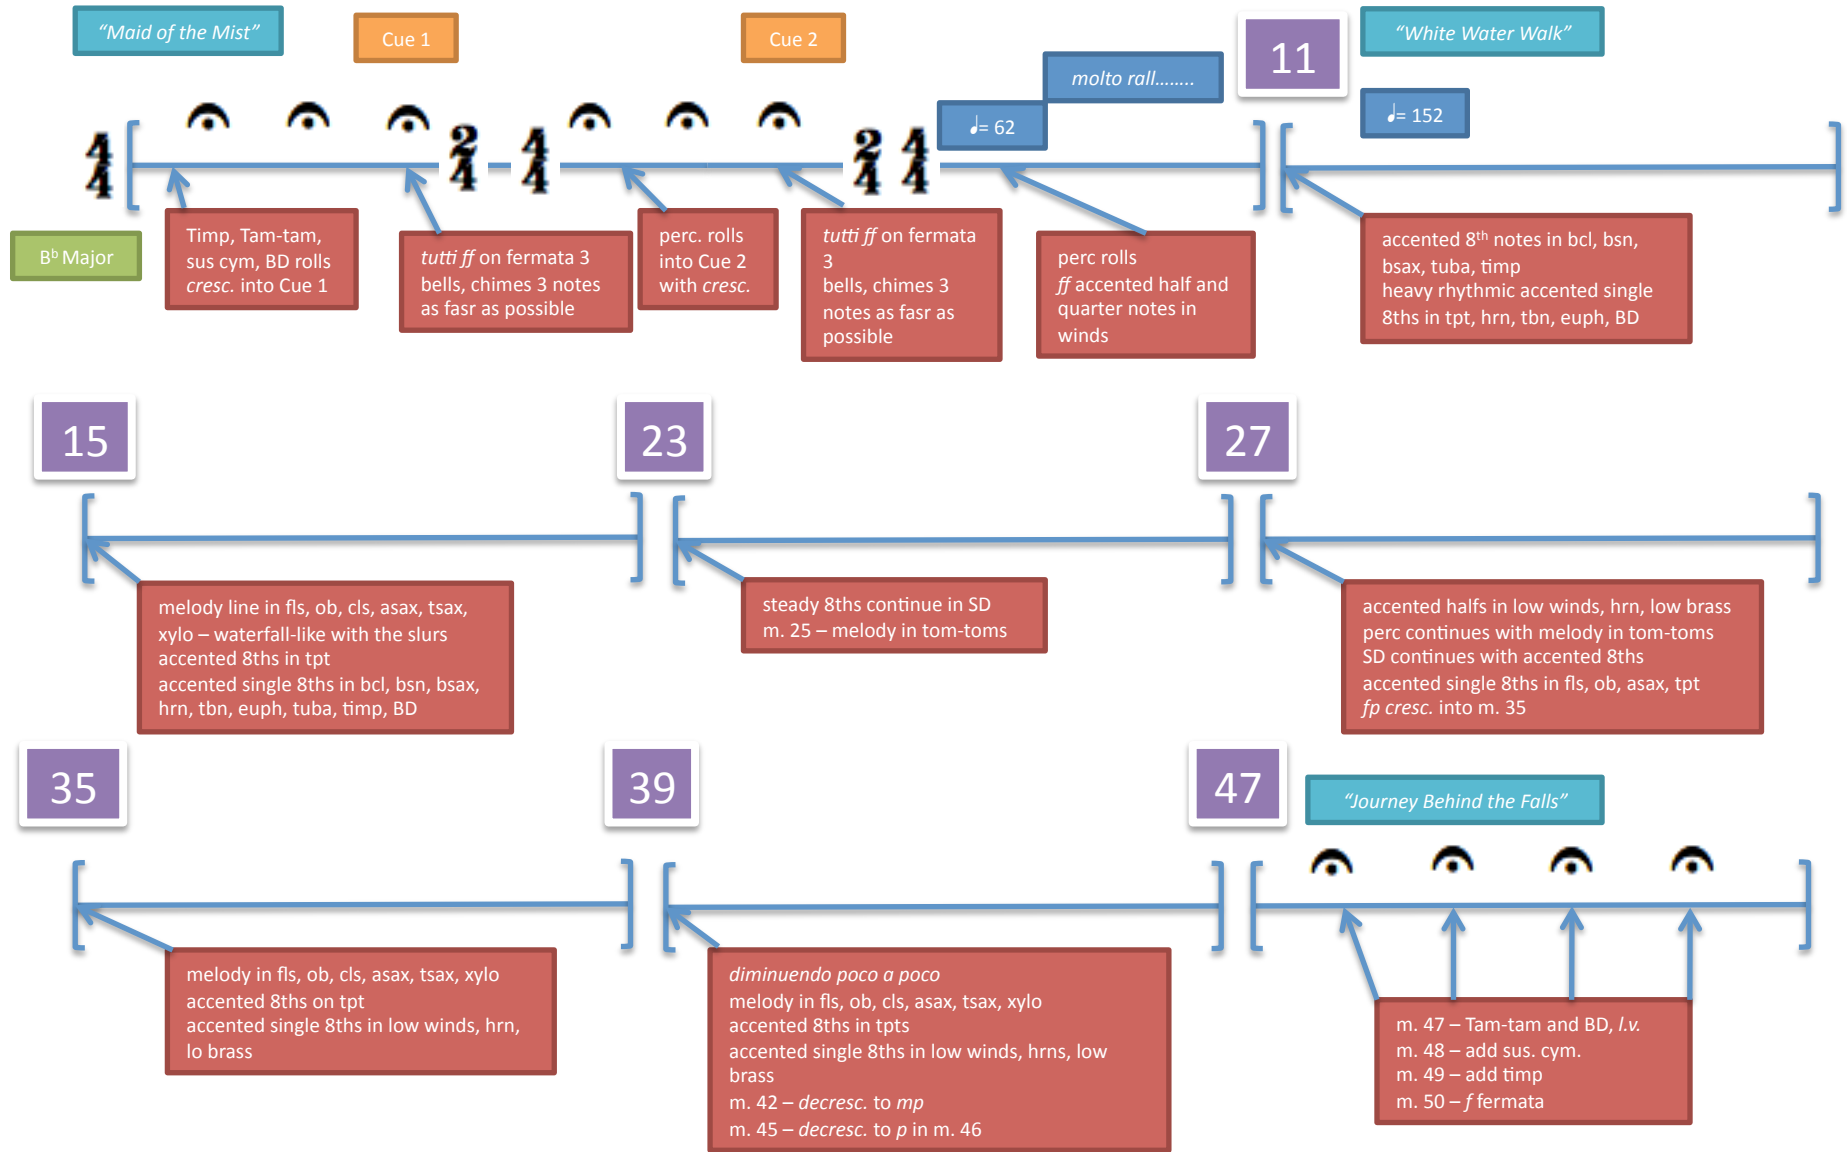 “Maid of the Mist”
Cue 1
Cue 2
molto rall........
♩= 62
11
“White Water Walk”
♩= 152
4
4
2
4
4
4
2
4
4
4
Bb Major
Timp, Tam-tam,
sus cym, BD rolls
cresc. into Cue 1
tutti ff on fermata 3
bells, chimes 3 notes
as fasr as possible
perc. rolls
into Cue 2
with cresc.
tutti ff on fermata
3
bells, chimes 3
notes as fasr as
possible
perc rolls
ff accented half and
quarter notes in
winds
accented 8th notes in bcl, bsn,
bsax, tuba, timp
heavy rhythmic accented single
8ths in tpt, hrn, tbn, euph, BD
15
23
27
melody line in fls, ob, cls, asax, tsax,
xylo – waterfall-like with the slurs
accented 8ths in tpt
accented single 8ths in bcl, bsn, bsax,
hrn, tbn, euph, tuba, timp, BD
steady 8ths continue in SD
m. 25 – melody in tom-toms
accented halfs in low winds, hrn, low brass
perc continues with melody in tom-toms
SD continues with accented 8ths
accented single 8ths in fls, ob, asax, tpt
fp cresc. into m. 35
35
39
47
“Journey Behind the Falls”
melody in fls, ob, cls, asax, tsax, xylo
accented 8ths on tpt
accented single 8ths in low winds, hrn,
lo brass
diminuendo poco a poco
melody in fls, ob, cls, asax, tsax, xylo
accented 8ths in tpts
accented single 8ths in low winds, hrns, low
brass
m. 42 – decresc. to mp
m. 45 – decresc. to p in m. 46
m. 47 – Tam-tam and BD, l.v.
m. 48 – add sus. cym.
m. 49 – add timp
m. 50 – f fermata